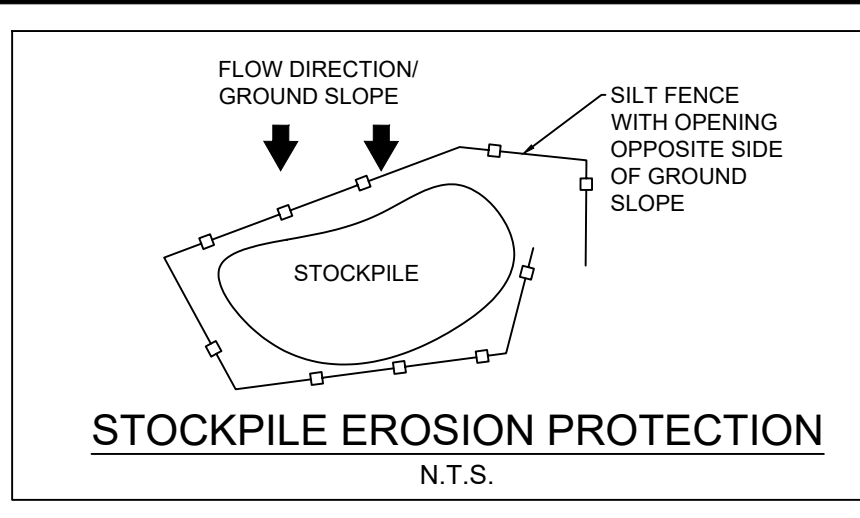 FLOW DIRECTION/
GROUND SLOPE
SILT FENCE
WITH OPENING
OPPOSITE SIDE
OF GROUND
SLOPE
STOCKPILE
STOCKPILE EROSION PROTECTION
N.T.S.